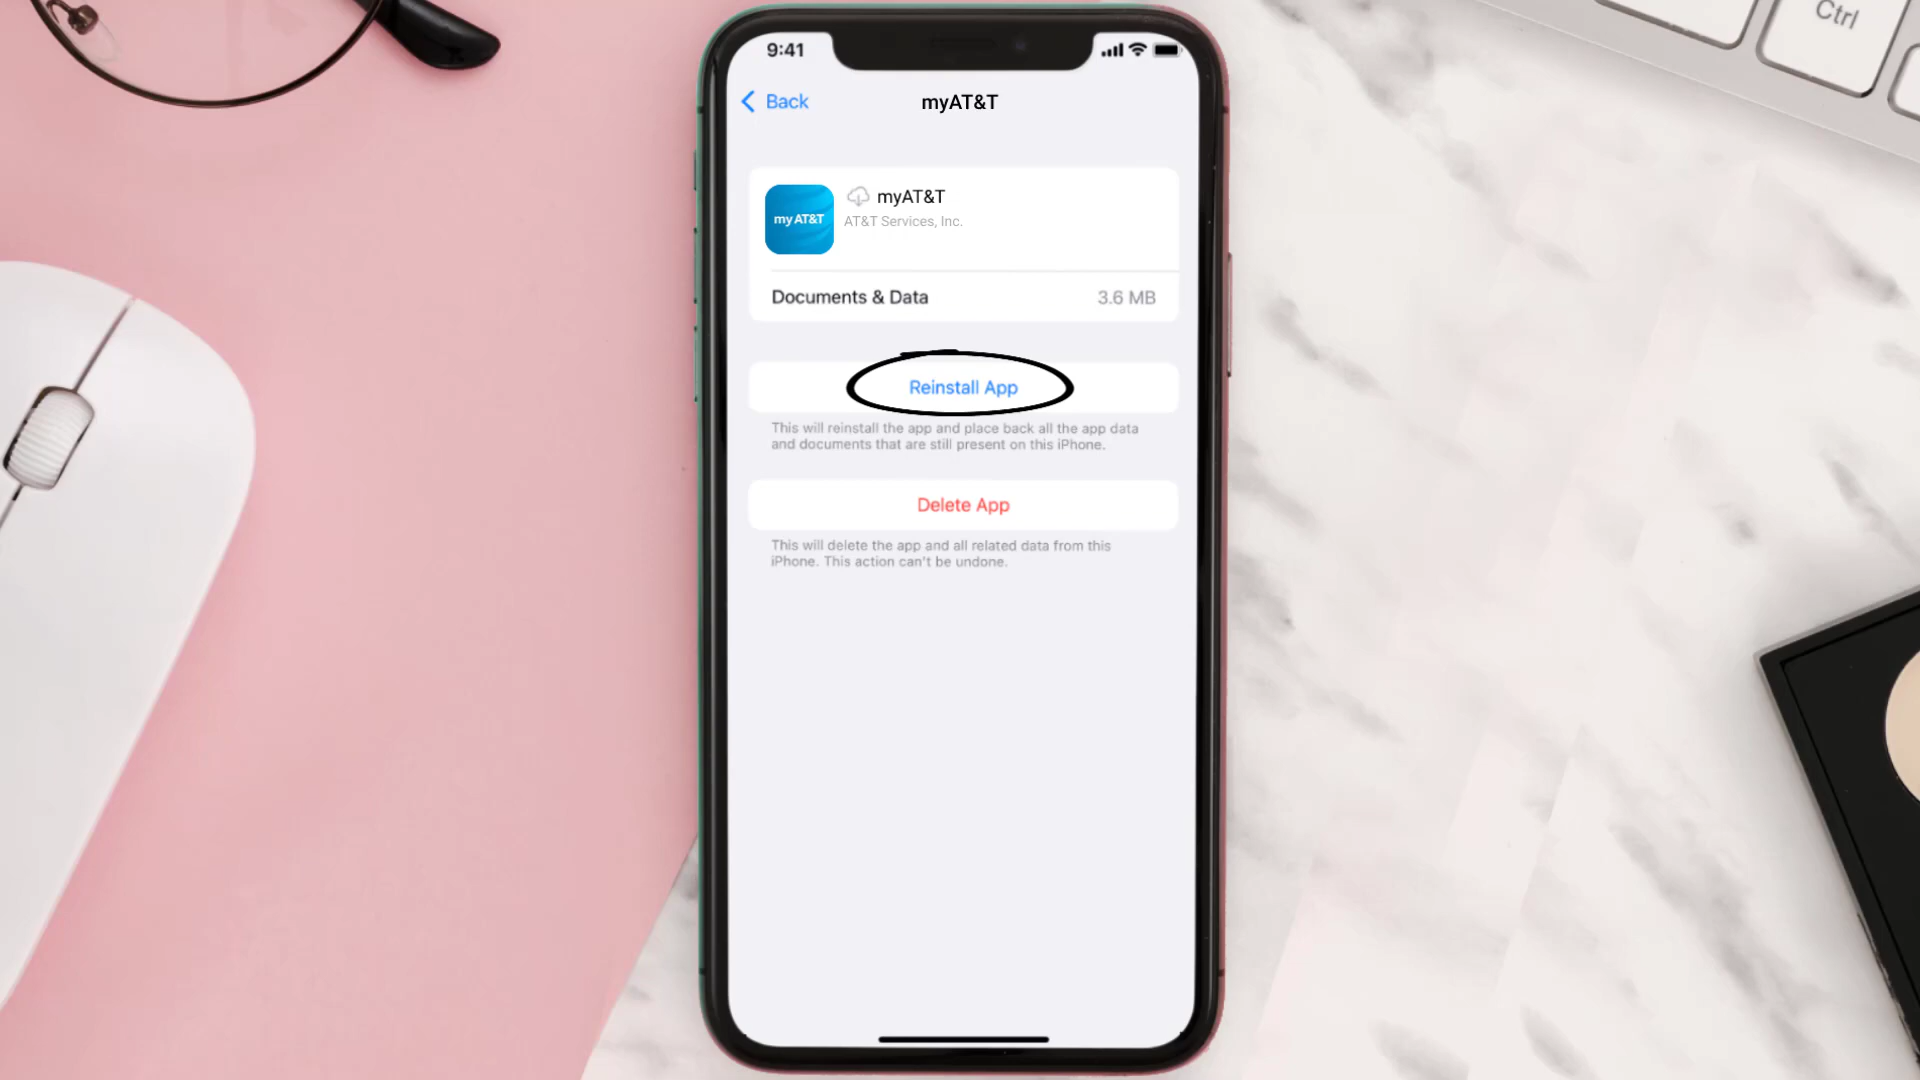 Ctrl
9:41
Back
myAT&T
my AT&T
myAT&T
AT&T Services, Inc.
Documents & Data
3.6 MB
Reinstall App
This will reinstall the app and place back all the app data
and documents that are still present on this iPhone.
Delete App
This will delete the app and all related data from this
iPhone. This action can't be undone.